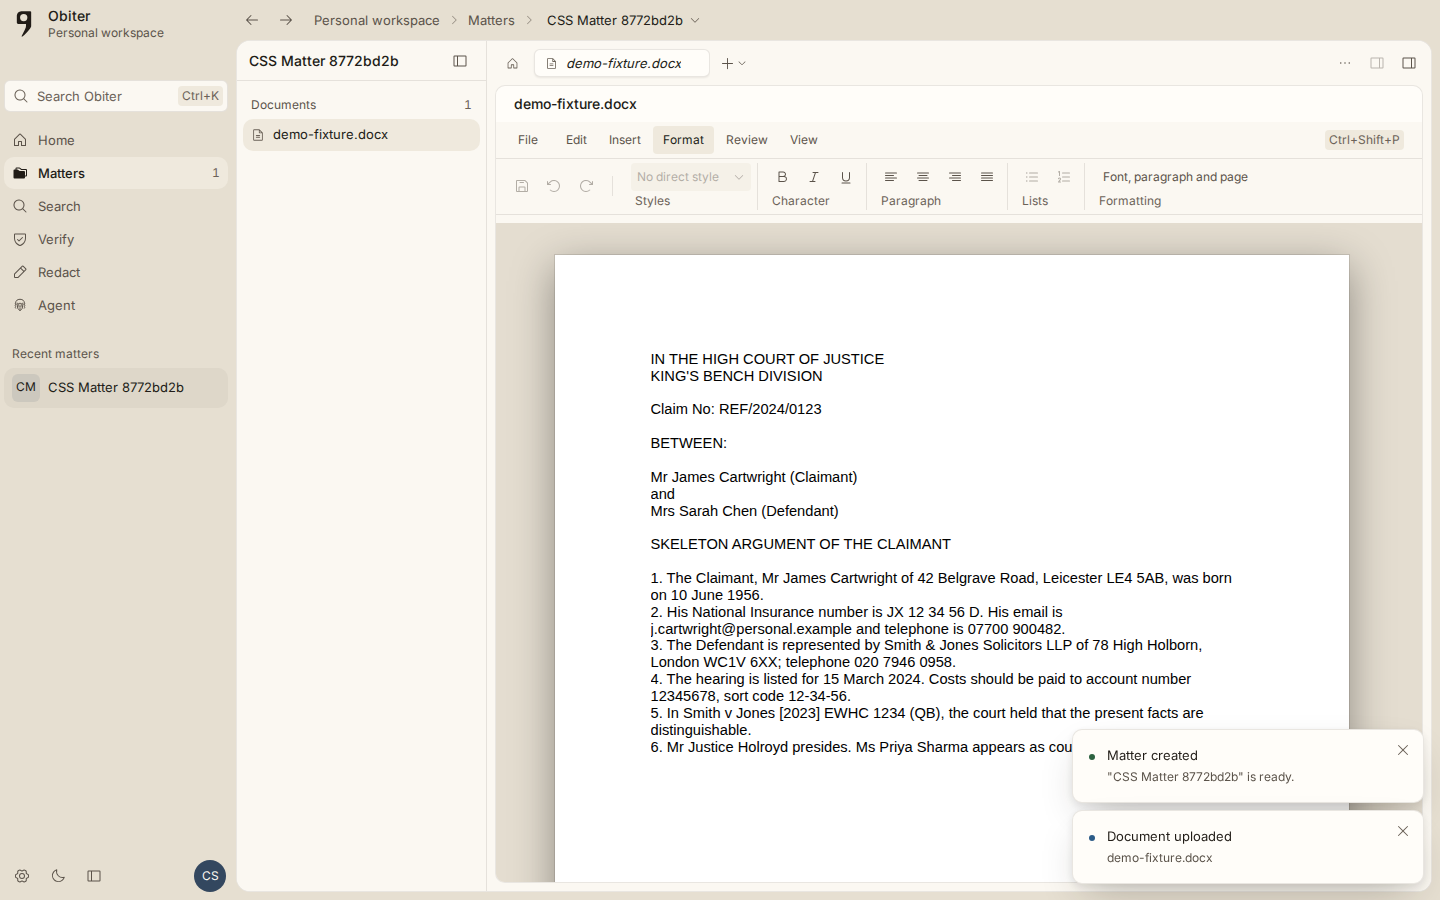 Obiter
Personal workspace
Personal workspace
Matters
CSS Matter 8772bd2b
CSS Matter 8772bd2b
demo-fixture.docx
Search Obiter
Ctrl+K
Home
Matters
1
Search
Verify
Redact
Agent
Recent matters
CM
CSS Matter 8772bd2b
CS
Documents
1
demo-fixture.docx
demo-fixture.docx
File
Edit
Insert
Format
Review
View
Ctrl+Shift+P
No direct style
Styles
B
I
U
Character
Paragraph
Lists
Font, paragraph and page
Formatting
IN THE HIGH COURT OF JUSTICE
KING'S BENCH DIVISION
Claim No: REF/2024/0123
BETWEEN:
Mr James Cartwright (Claimant)
and
Mrs Sarah Chen (Defendant)
SKELETON ARGUMENT OF THE CLAIMANT
1. The Claimant, Mr James Cartwright of 42 Belgrave Road, Leicester LE4 5AB, was born
on 10 June 1956.
2. His National Insurance number is JX 12 34 56 D. His email is
j.cartwright@personal.example and telephone is 07700 900482.
3. The Defendant is represented by Smith & Jones Solicitors LLP of 78 High Holborn,
London WC1V 6XX; telephone 020 7946 0958.
4. The hearing is listed for 15 March 2024. Costs should be paid to account number
12345678, sort code 12-34-56.
5. In Smith v Jones [2023] EWHC 1234 (QB), the court held that the present facts are
distinguishable.
6. Mr Justice Holroyd presides. Ms Priya Sharma appears as cou
Matter created
"CSS Matter 8772bd2b" is ready.
Document uploaded
demo-fixture.docx